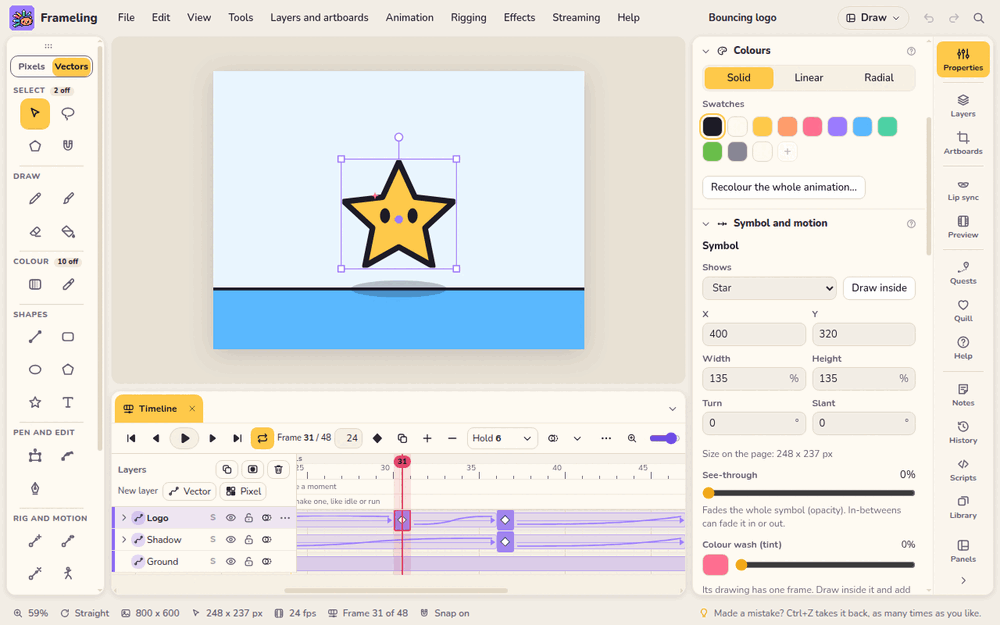 Frameling File Edit View Tools Layers and artboards Animation Rigging Effects Streaming Help Bouncing logo Draw
Pixels Vectors
SELECT 2 off
DRAW
COLOUR 10 off
SHAPES
PEN AND EDIT
RIG AND MOTION
Timeline
Frame 31 / 48 24 Hold 6
Layers
New layer Vector Pixel
25 30 31 35 40 45
e a moment
make one, like idle or run
Logo S
Shadow S
Ground S
Colours
Solid Linear Radial
Swatches
+
Recolour the whole animation...
Symbol and motion
Symbol
Shows
Star Draw inside
X Y
400 320
Width Height
135 % 135 %
Turn Slant
0 ° 0 °
Size on the page: 248 x 237 px
See-through 0%
Fades the whole symbol (opacity). In-betweens
can fade it in or out.
Colour wash (tint) 0%
Its drawing has one frame. Draw inside it and add
Properties
Layers
Artboards
Lip sync
Preview
Quests
Quill
Help
Notes
History
Scripts
Library
Panels
59% Straight 800 x 600 248 x 237 px 24 fps Frame 31 of 48 Snap on Made a mistake? Ctrl+Z takes it back, as many times as you like.